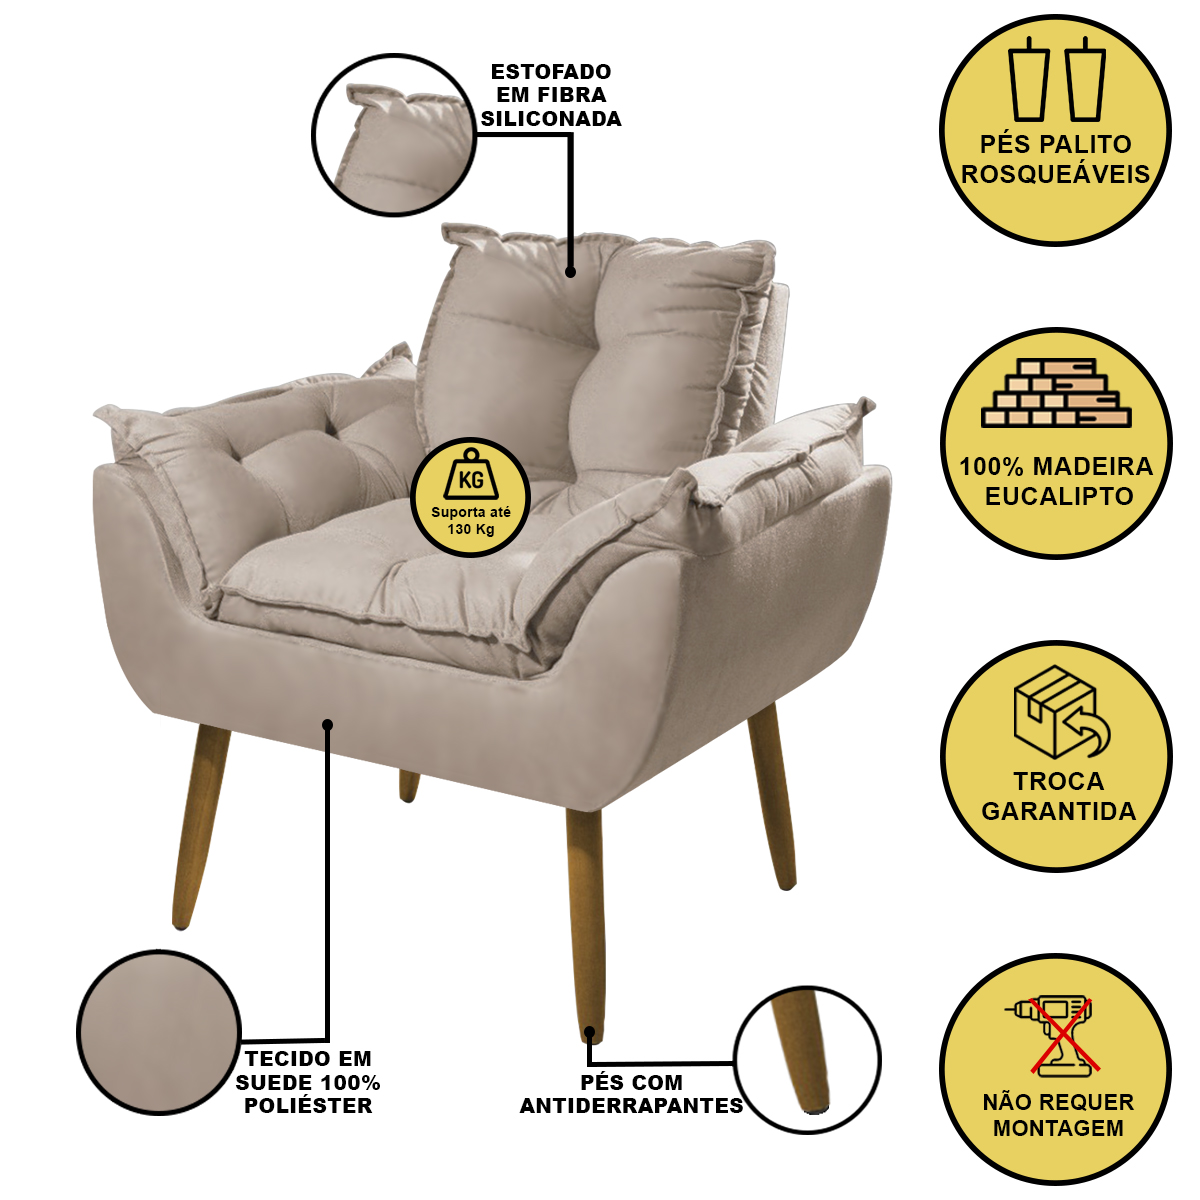 ESTOFADO
EM FIBRA
SILICONADA
PÉS PALITO
ROSQUEÁVEIS
100% MADEIRA
EUCALIPTO
KG
Suporta até
130 Kg
TROCA
GARANTIDA
TECIDO EM
SUEDE 100%
POLIÉSTER
PÉS COM
ANTIDERRAPANTES
NÃO REQUER
MONTAGEM